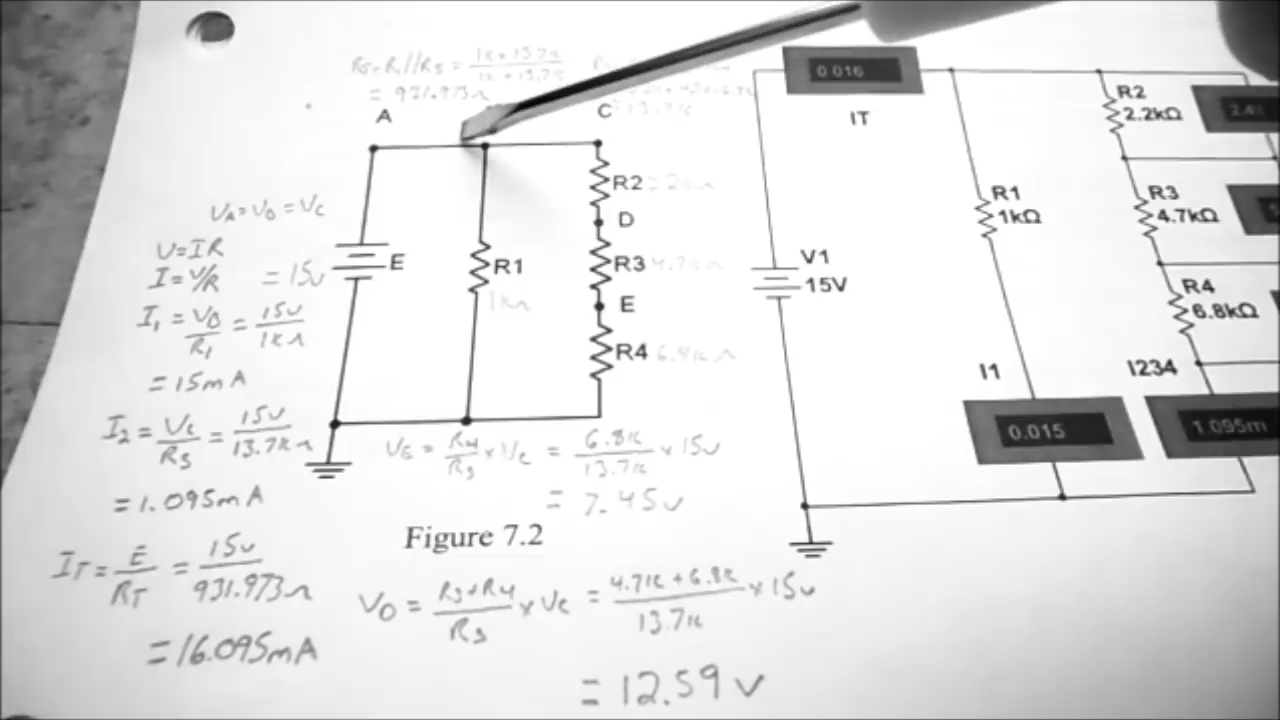 = 931.973Ω
A
C
R2
D
R3
E
R4
E
R1
1kΩ
VA = VB = VC
V = IR
I = V/R = 15V
I1 = VB/R1 = 15V/1kΩ
= 15mA
I2 = VC/RS = 15V/13.7kΩ
= 1.095mA
IT = E/RT = 15V/931.973Ω
= 16.095mA
VE = R4/RS x VC = 6.8k/13.7k x 15V
= 7.45V
Figure 7.2
VD = R3+R4/RS x VC = 4.7k + 6.8k/13.7k x 15V
= 12.59V
0.016
IT
R2
2.2kΩ
R1
1kΩ
R3
4.7kΩ
V1
15V
R4
6.8kΩ
I1
I234
0.015
1.095m